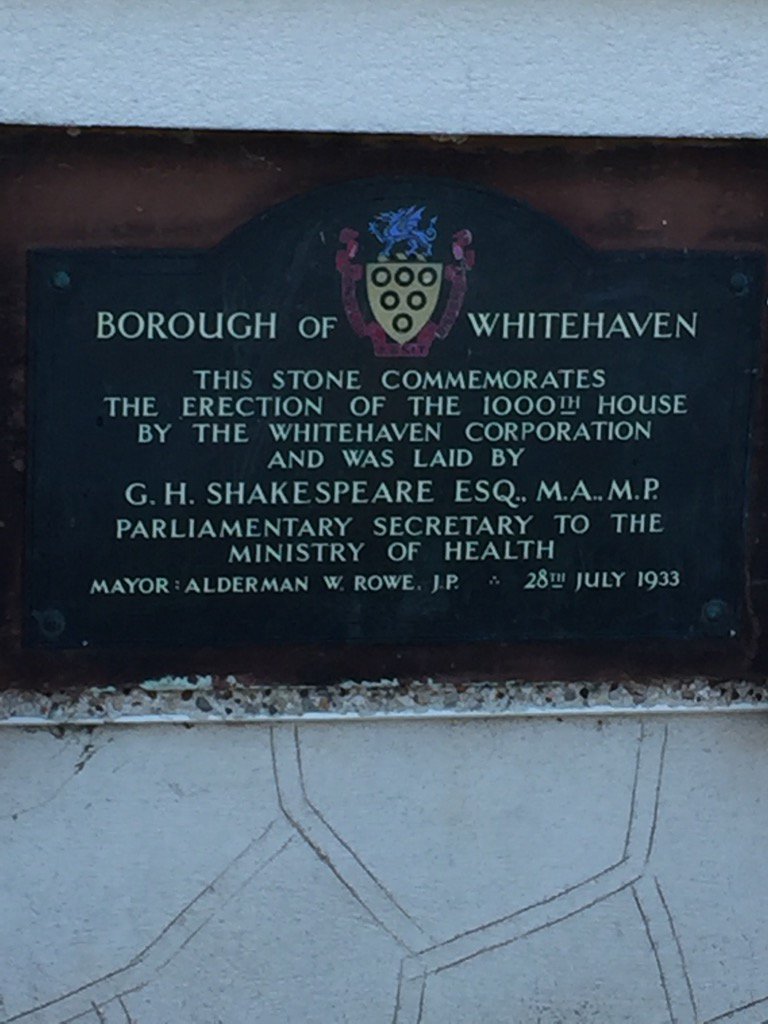 BOROUGH OF WHITEHAVEN
THIS STONE COMMEMORATES
THE ERECTION OF THE 1000TH HOUSE
BY THE WHITEHAVEN CORPORATION
AND WAS LAID BY
G. H. SHAKESPEARE ESQ., M.A., M.P.
PARLIAMENTARY SECRETARY TO THE
MINISTRY OF HEALTH
MAYOR : ALDERMAN W. ROWE. J.P. ∴ 28TH JULY 1933